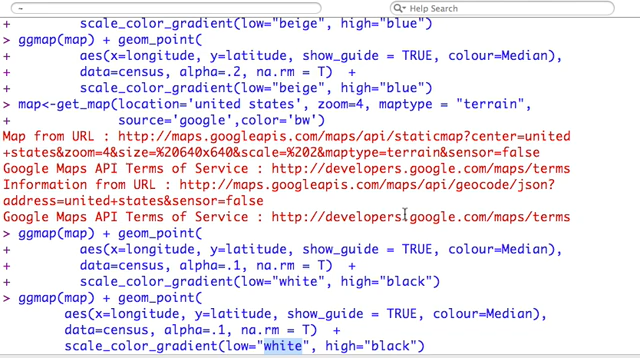 Help Search
+ scale_color_gradient(low="beige", high="blue")
> ggmap(map) + geom_point(
+ aes(x=longitude, y=latitude, show_guide = TRUE, colour=Median),
+ data=census, alpha=.2, na.rm = T) +
+ scale_color_gradient(low="beige", high="blue")
> map<-get_map(location='united states', zoom=4, maptype = "terrain",
+ source='google',color='bw')
Map from URL : http://maps.googleapis.com/maps/api/staticmap?center=united
+states&zoom=4&size=%20640x640&scale=%202&maptype=terrain&sensor=false
Google Maps API Terms of Service : http://developers.google.com/maps/terms
Information from URL : http://maps.googleapis.com/maps/api/geocode/json?
address=united+states&sensor=false
Google Maps API Terms of Service : http://developers.google.com/maps/terms
> ggmap(map) + geom_point(
+ aes(x=longitude, y=latitude, show_guide = TRUE, colour=Median),
+ data=census, alpha=.1, na.rm = T) +
+ scale_color_gradient(low="white", high="black")
> ggmap(map) + geom_point(
aes(x=longitude, y=latitude, show_guide = TRUE, colour=Median),
data=census, alpha=.1, na.rm = T) +
scale_color_gradient(low="white", high="black")